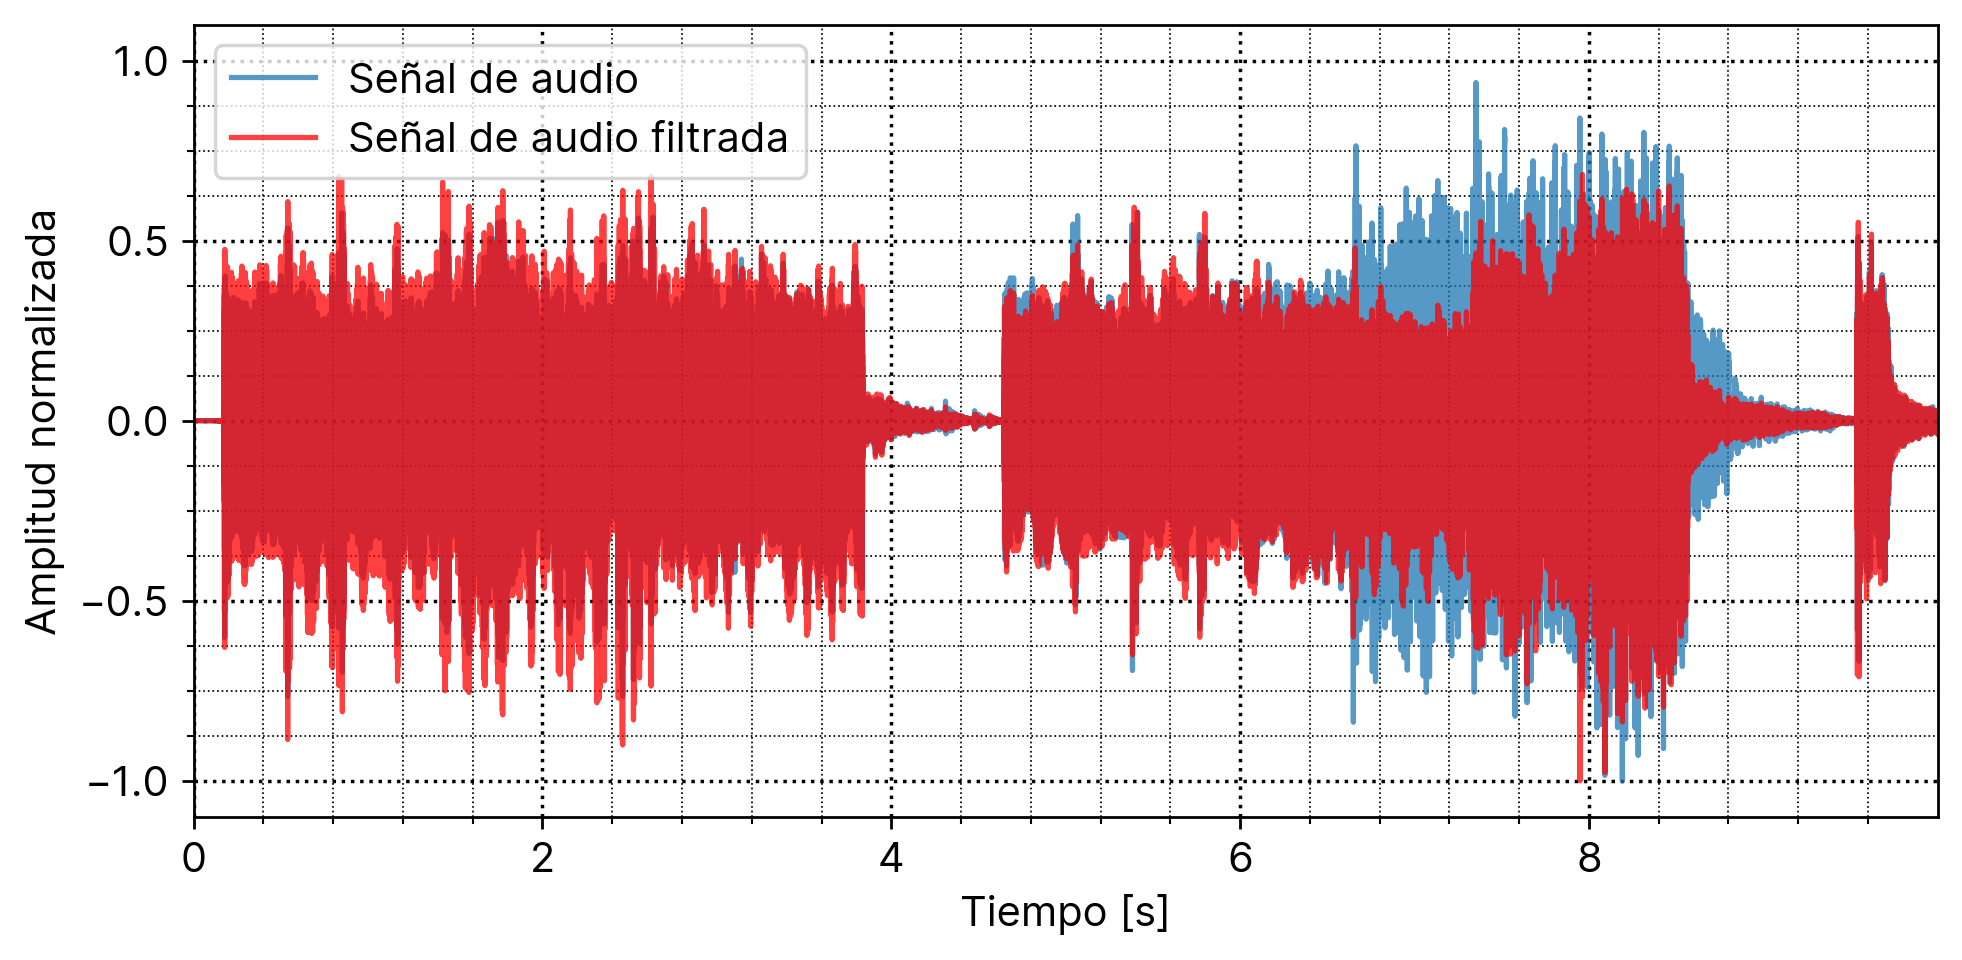 Señal de audio
Señal de audio filtrada
1.0
0.5
0.0
−0.5
−1.0
Amplitud normalizada
0 2 4 6 8
Tiempo [s]